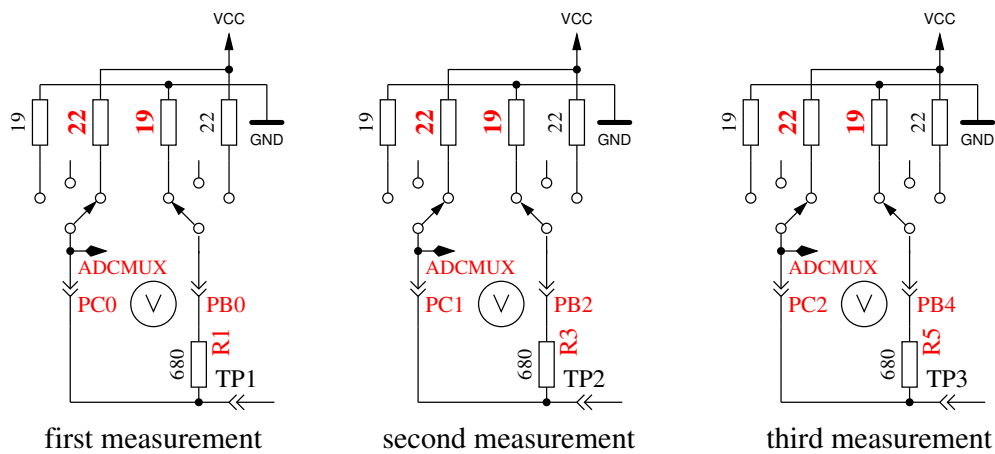 VCC
19
22
19
22
GND
ADCMUX
PC0
V
PB0
R1
680
TP1
first measurement
VCC
19
22
19
22
GND
ADCMUX
PC1
V
PB2
R3
680
TP2
second measurement
VCC
19
22
19
22
GND
ADCMUX
PC2
V
PB4
R5
680
TP3
third measurement